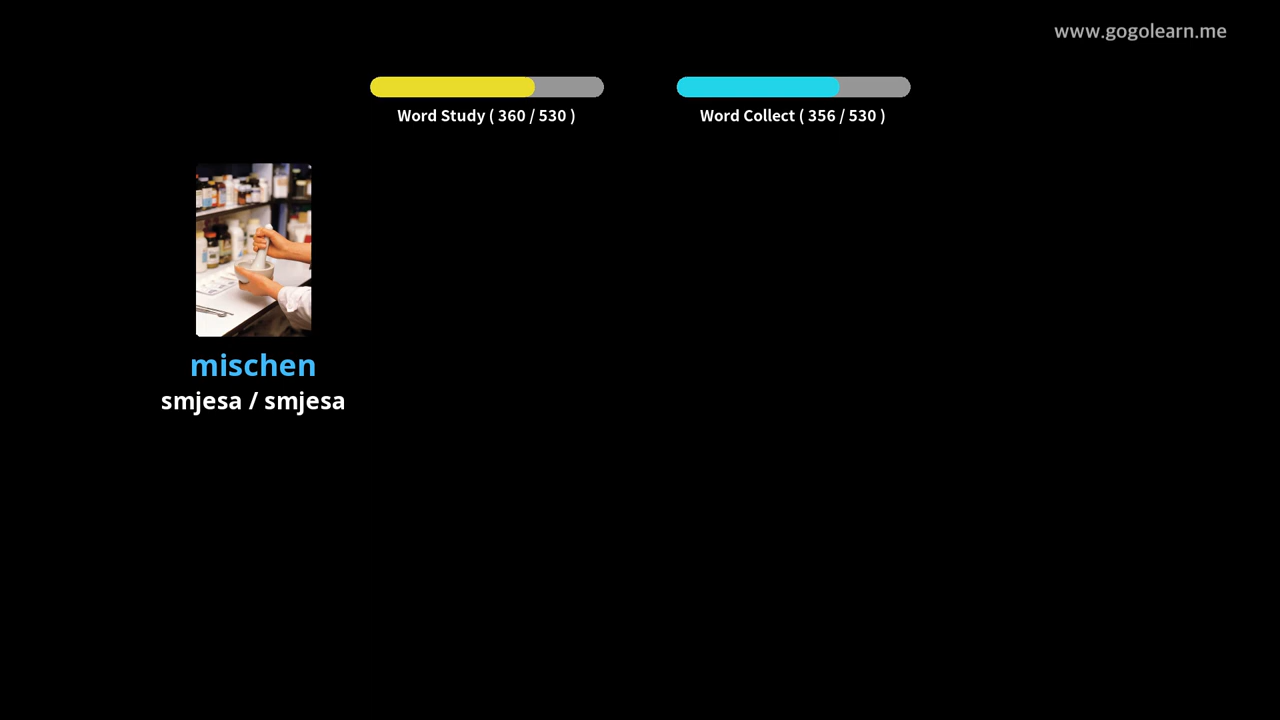 www.gogolearn.me
Word Study ( 360 / 530 )
Word Collect ( 356 / 530 )
mischen
smjesa / smjesa